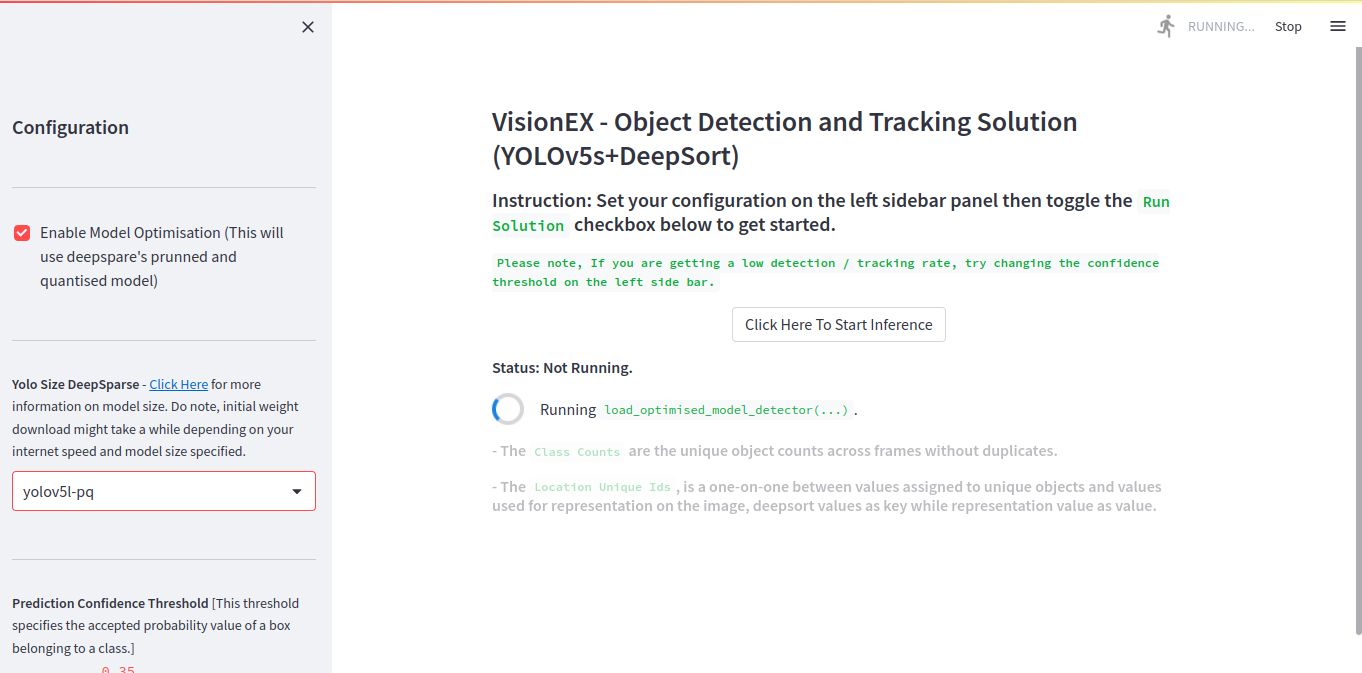 RUNNING...
Stop
Configuration
Enable Model Optimisation (This will
use deepspare's prunned and
quantised model)
Yolo Size DeepSparse - Click Here for more
information on model size. Do note, initial weight
download might take a while depending on your
internet speed and model size specified.
yolov5l-pq
Prediction Confidence Threshold [This threshold
specifies the accepted probability value of a box
belonging to a class.]
0.35
VisionEX - Object Detection and Tracking Solution
(YOLOv5s+DeepSort)
Instruction: Set your configuration on the left sidebar panel then toggle the Run
Solution checkbox below to get started.
Please note, If you are getting a low detection / tracking rate, try changing the confidence
threshold on the left side bar.
Click Here To Start Inference
Status: Not Running.
Running load_optimised_model_detector(...).
- The Class Counts are the unique object counts across frames without duplicates.
- The Location Unique Ids, is a one-on-one between values assigned to unique objects and values
used for representation on the image, deepsort values as key while representation value as value.